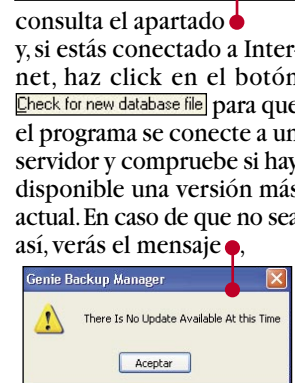 consulta el apartado
y, si estás conectado a Inter-
net, haz click en el botón
Check for new database file para que
el programa se conecte a un
servidor y compruebe si hay
disponible una versión más
actual. En caso de que no sea
así, verás el mensaje ,
Genie Backup Manager
There Is No Update Available At this Time
Aceptar